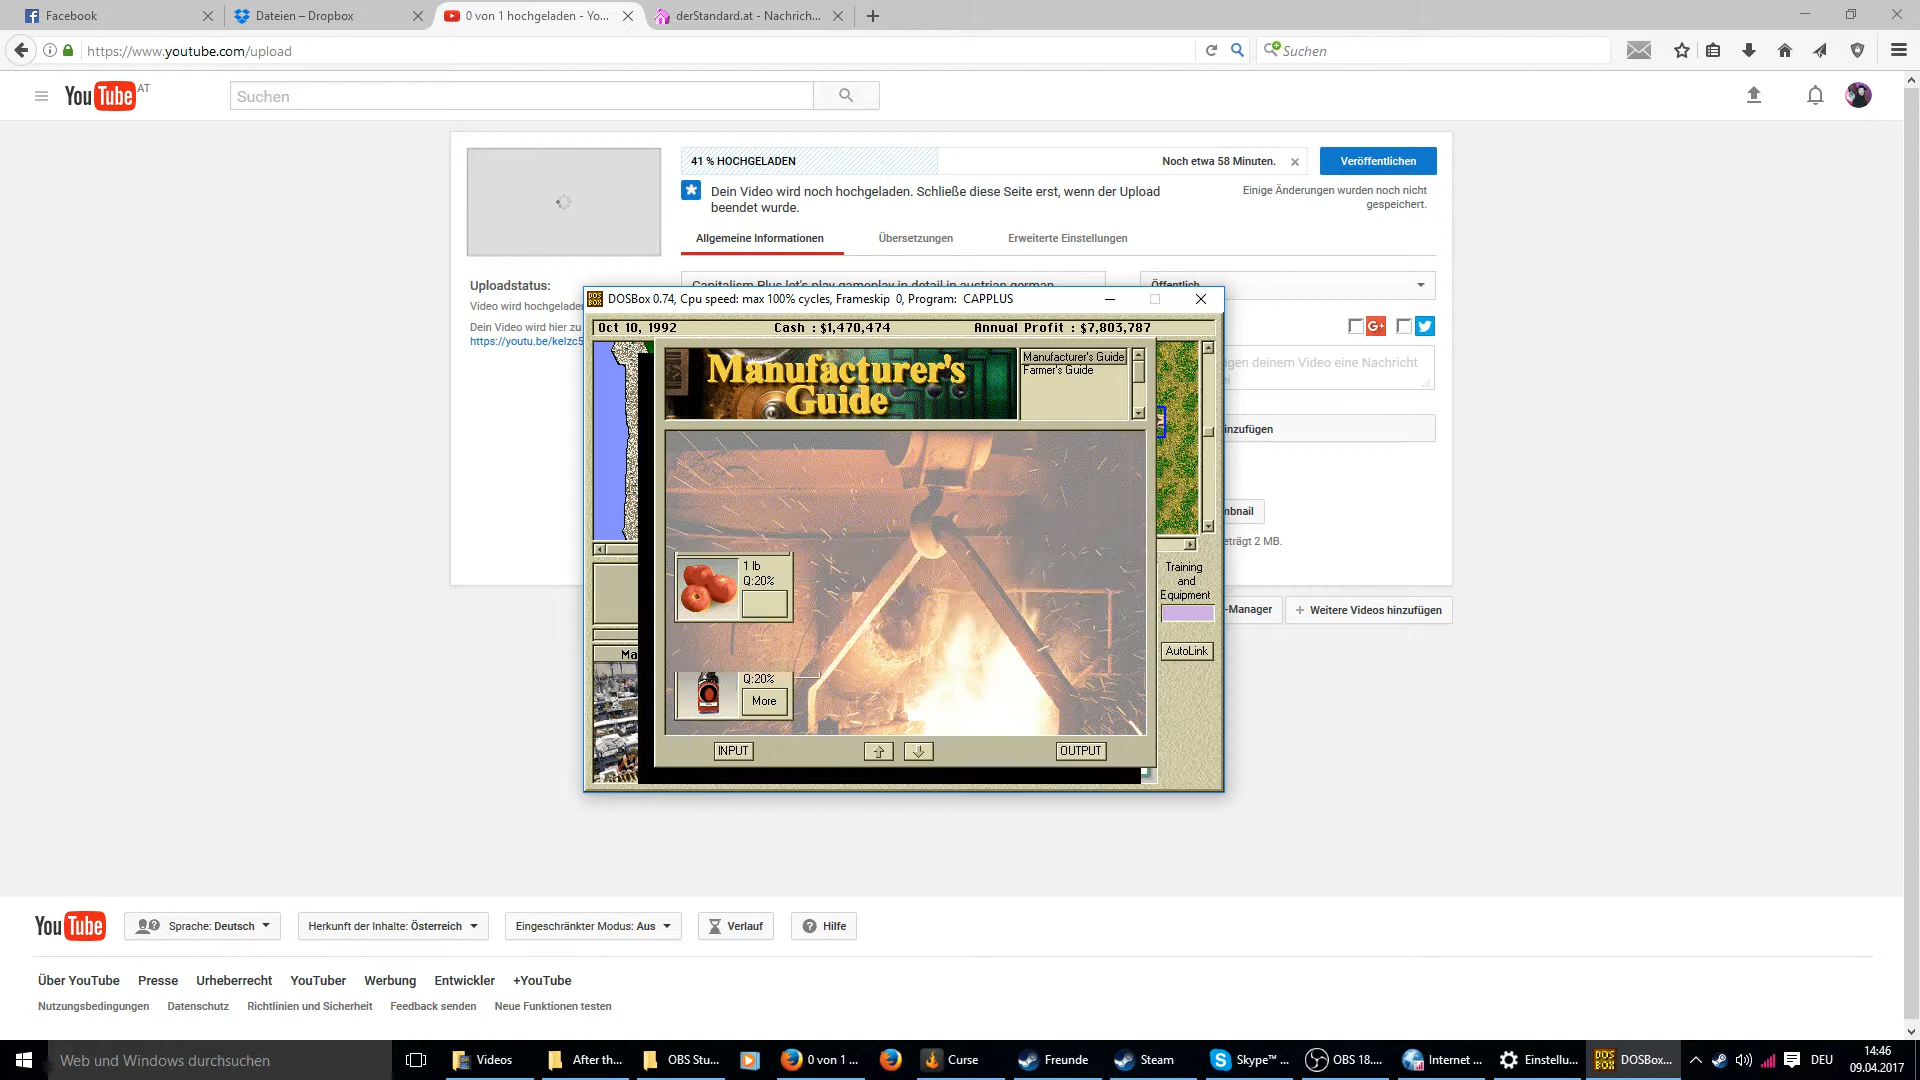 Facebook
Dateien – Dropbox
0 von 1 hochgeladen - Yo...
derStandard.at - Nachrich...
https://www.youtube.com/upload
Suchen
YouTube AT
Suchen
41 % HOCHGELADEN
Noch etwa 58 Minuten.
Veröffentlichen
Dein Video wird noch hochgeladen. Schließe diese Seite erst, wenn der Upload
beendet wurde.
Einige Änderungen wurden noch nicht
gespeichert.
Allgemeine Informationen
Übersetzungen
Erweiterte Einstellungen
Uploadstatus:
Video wird hochgelade
Dein Video wird hier zu
https://youtu.be/kelzc5
Capitalism Plus let's play gameplay in detail in austrian german
Öffentlich
DOSBox 0.74, Cpu speed: max 100% cycles, Frameskip 0, Program: CAPPLUS
Oct 10, 1992
Cash : $1,470,474
Annual Profit : $7,803,787
Manufacturer's
Guide
Manufacturer's Guide
Farmer's Guide
G+
igen deinem Video eine Nachricht
inzufügen
mbnail
eträgt 2 MB.
1 lb
Q:20%
Training
and
Equipment
-Manager
+ Weitere Videos hinzufügen
AutoLink
Ma
Q:20%
More
INPUT
OUTPUT
YouTube
Sprache: Deutsch
Herkunft der Inhalte: Österreich
Eingeschränkter Modus: Aus
Verlauf
Hilfe
Über YouTube
Presse
Urheberrecht
YouTuber
Werbung
Entwickler
+YouTube
Nutzungsbedingungen
Datenschutz
Richtlinien und Sicherheit
Feedback senden
Neue Funktionen testen
Web und Windows durchsuchen
Videos
After th...
OBS Stu...
0 von 1 ...
Curse
Freunde
Steam
Skype™ ...
OBS 18....
Internet ...
Einstellu...
DOSBox...
DEU
14:46
09.04.2017